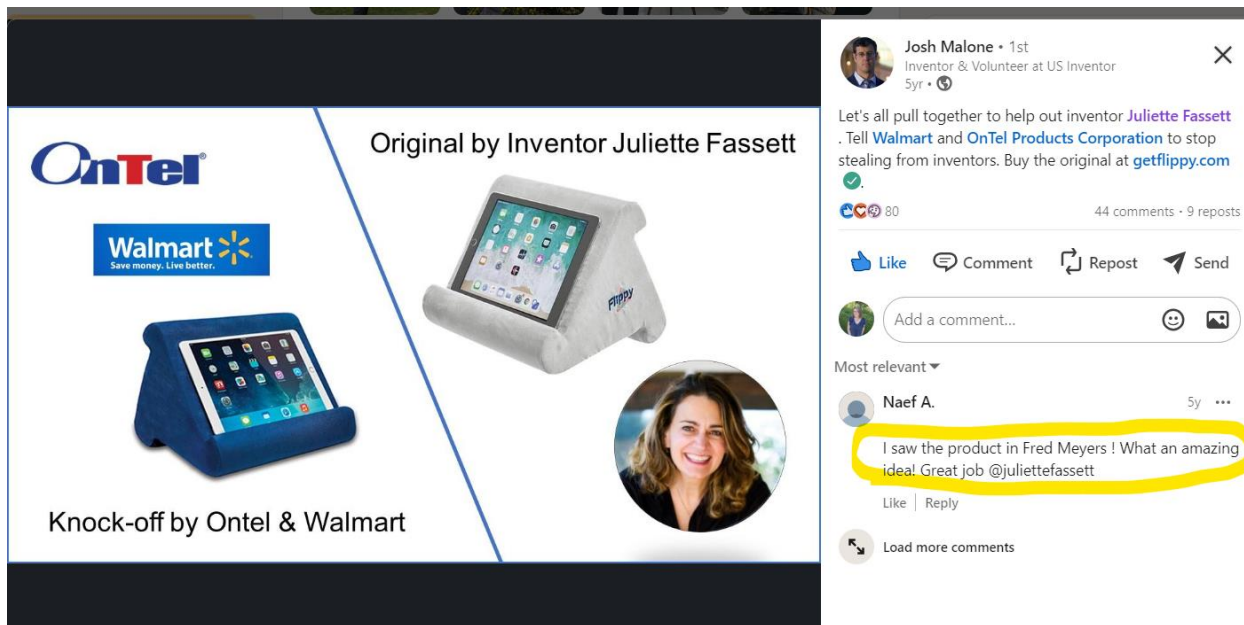 OnTel®
Walmart
Save money. Live better.
Knock-off by Ontel & Walmart
Original by Inventor Juliette Fassett
Flippy
Josh Malone • 1st
Inventor & Volunteer at US Inventor
5yr •
Let's all pull together to help out inventor Juliette Fassett
. Tell Walmart and OnTel Products Corporation to stop
stealing from inventors. Buy the original at getflippy.com
.
80
44 comments • 9 reposts
Like
Comment
Repost
Send
Add a comment...
Most relevant
Naef A.
5y
I saw the product in Fred Meyers ! What an amazing
idea! Great job @juliettefassett
Like
Reply
Load more comments